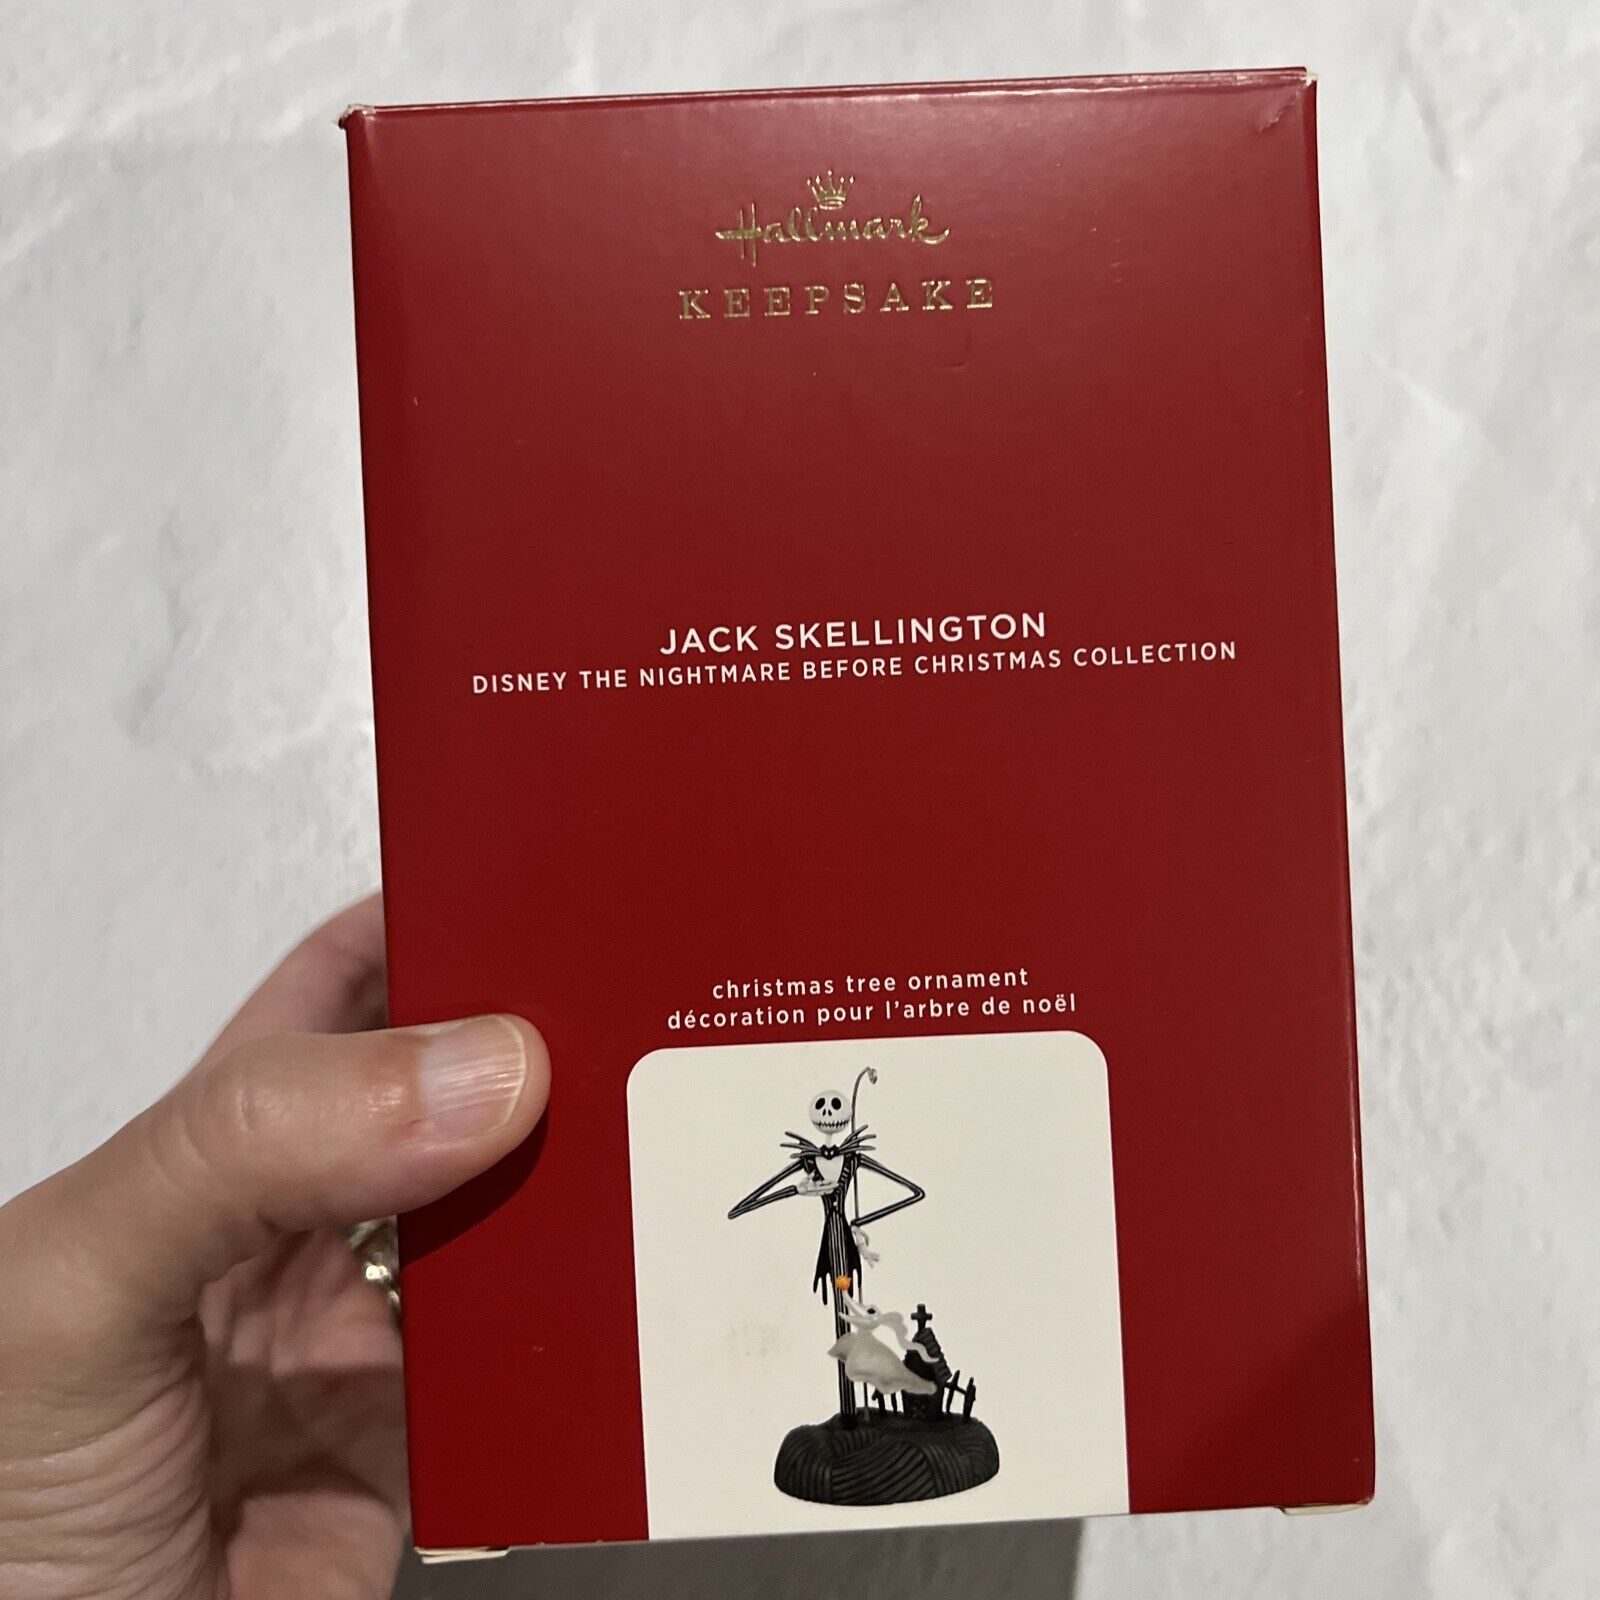 Hallmark
KEEPSAKE
JACK SKELLINGTON
DISNEY THE NIGHTMARE BEFORE CHRISTMAS COLLECTION
christmas tree ornament
décoration pour l'arbre de noël